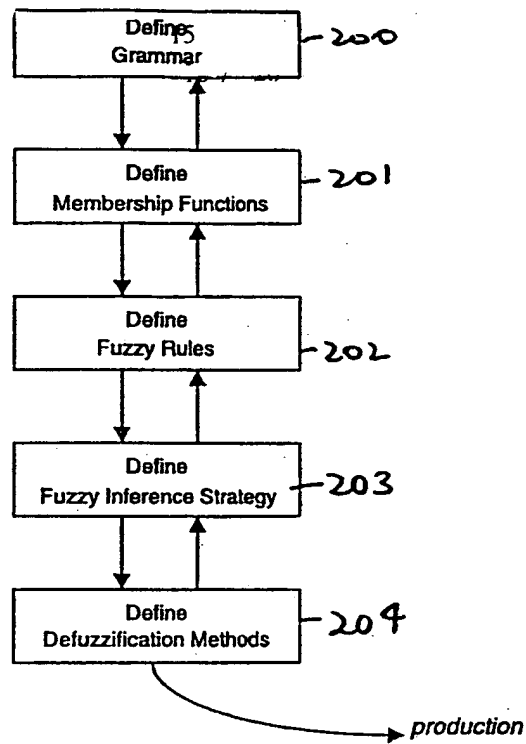 Define
15
Grammar
200
Define
Membership Functions
201
Define
Fuzzy Rules
202
Define
Fuzzy Inference Strategy
203
Define
Defuzzification Methods
204
production